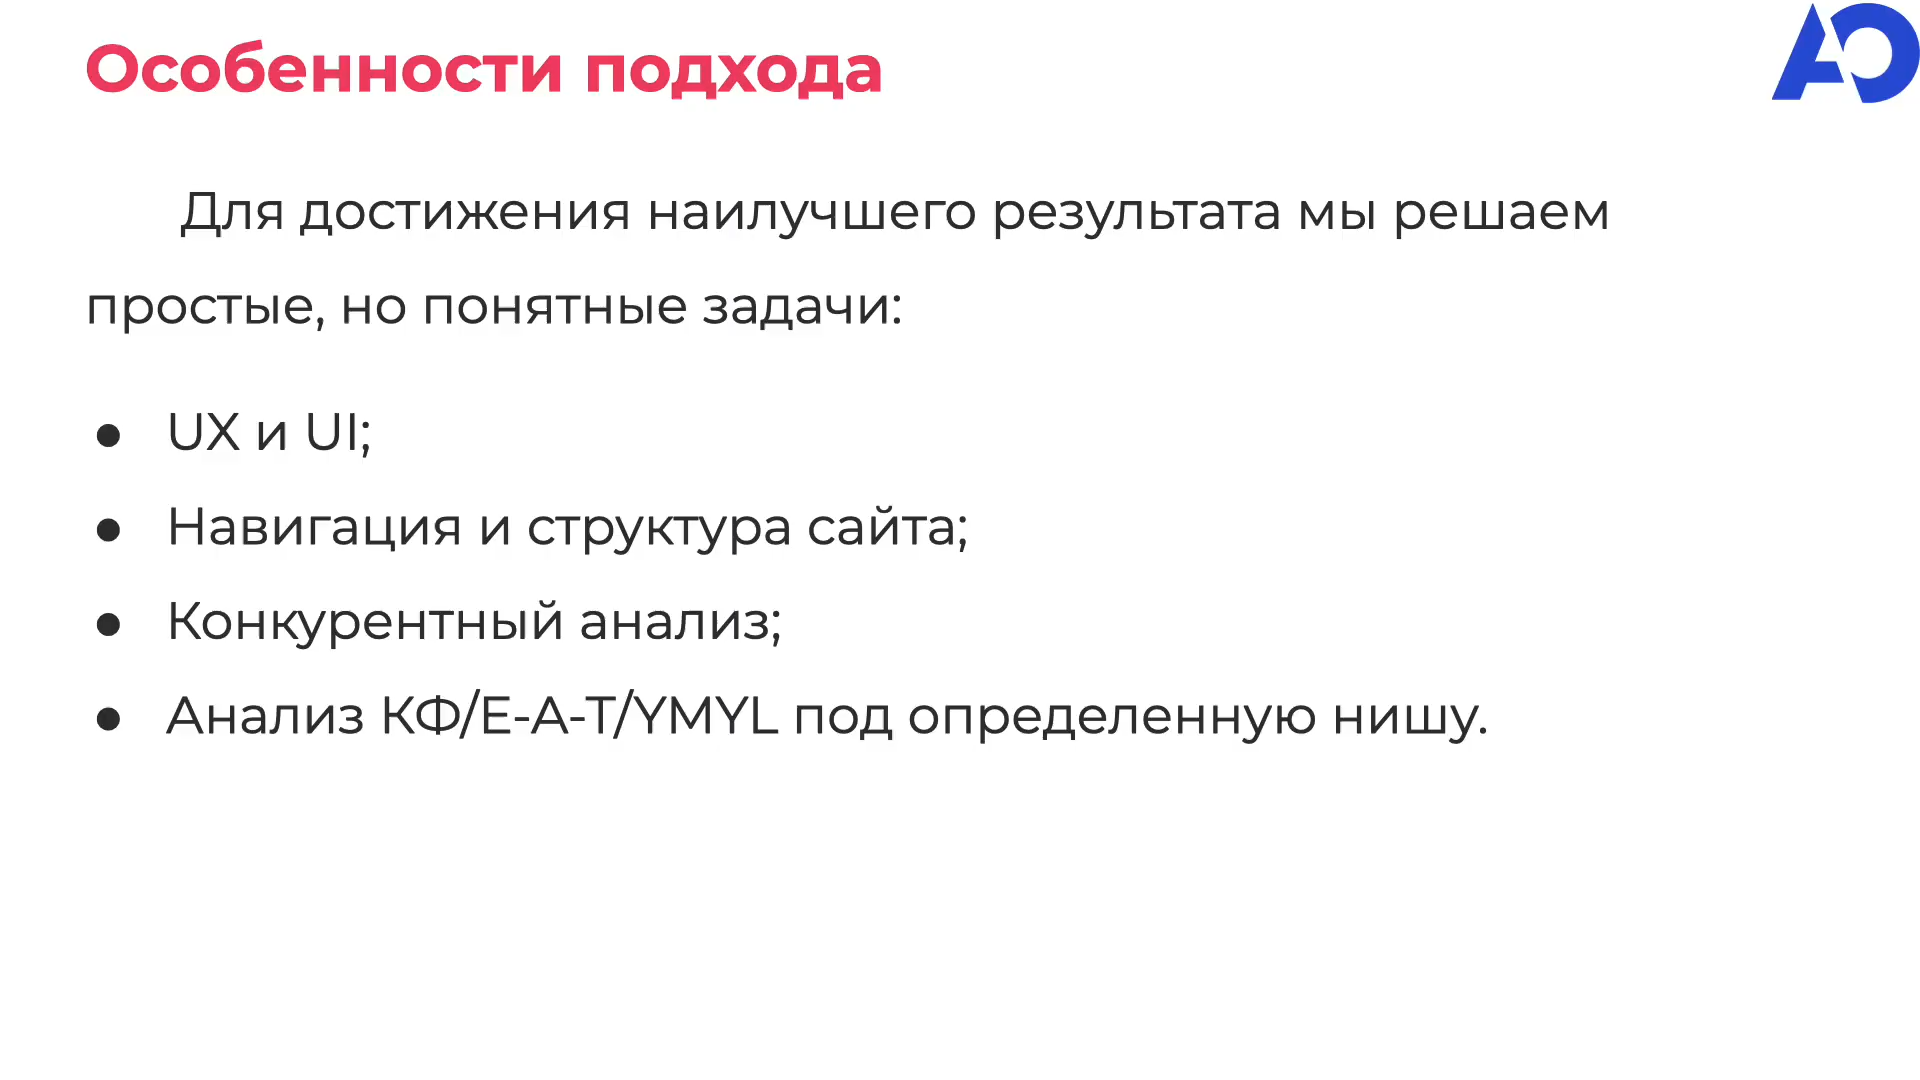 Особенности подхода
Для достижения наилучшего результата мы решаем
простые, но понятные задачи:
● UX и UI;
● Навигация и структура сайта;
● Конкурентный анализ;
● Анализ КФ/E-A-T/YMYL под определенную нишу.